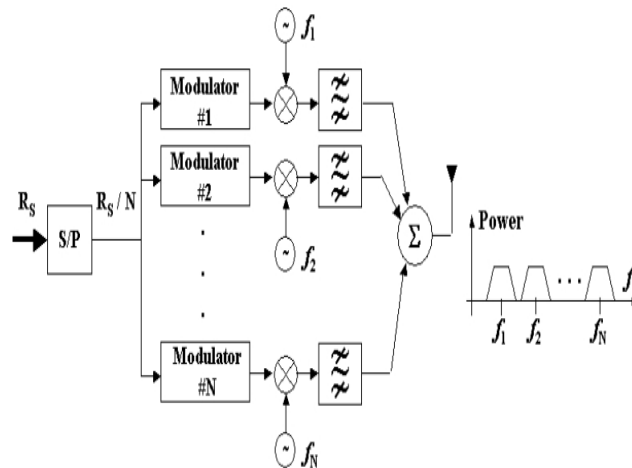 f1
Modulator
#1
RS
RS / N
S/P
Modulator
#2
f2
Σ
Power
f
f1 f2 · · · fN
Modulator
#N
fN